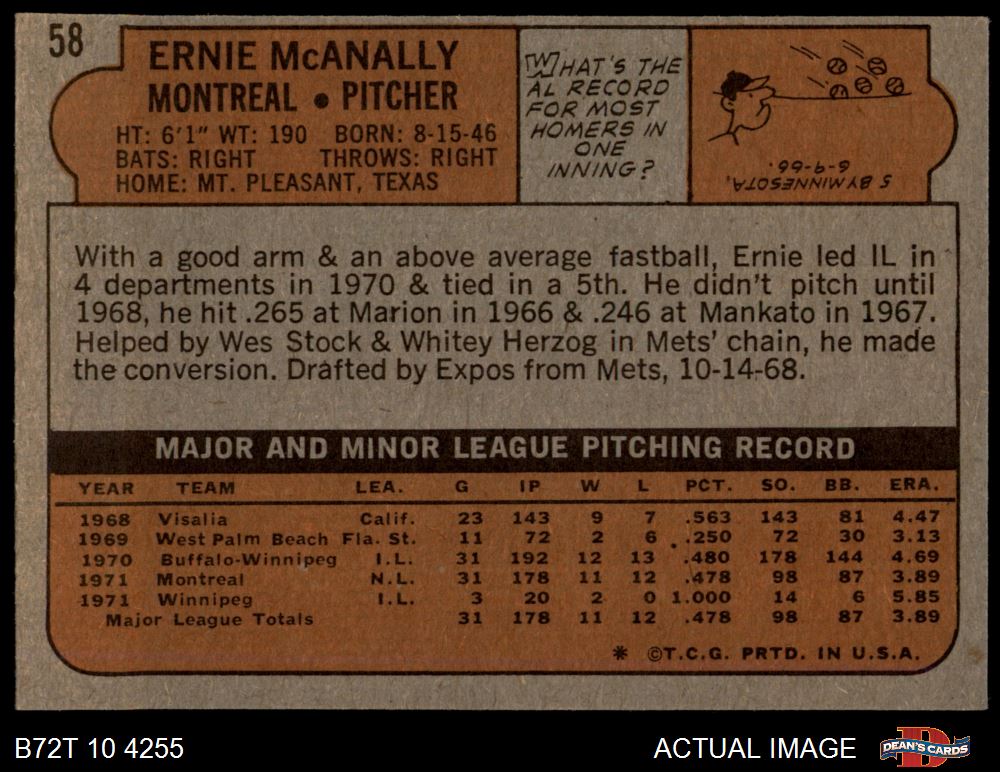 58
ERNIE McANALLY
MONTREAL • PITCHER
HT: 6'1" WT: 190 BORN: 8-15-46
BATS: RIGHT THROWS: RIGHT
HOME: MT. PLEASANT, TEXAS
WHAT'S THE
AL RECORD
FOR MOST
HOMERS IN
ONE
INNING?
5 BY MINNESOTA,
6-9-66.
With a good arm & an above average fastball, Ernie led IL in
4 departments in 1970 & tied in a 5th. He didn't pitch until
1968, he hit .265 at Marion in 1966 & .246 at Mankato in 1967.
Helped by Wes Stock & Whitey Herzog in Mets' chain, he made
the conversion. Drafted by Expos from Mets, 10-14-68.
MAJOR AND MINOR LEAGUE PITCHING RECORD
YEAR TEAM LEA. G IP W L PCT. SO. BB. ERA.
1968 Visalia Calif. 23 143 9 7 .563 143 81 4.47
1969 West Palm Beach Fla. St. 11 72 2 6 .250 72 30 3.13
1970 Buffalo-Winnipeg I.L. 31 192 12 13 .480 178 144 4.69
1971 Montreal N.L. 31 178 11 12 .478 98 87 3.89
1971 Winnipeg I.L. 3 20 2 0 1.000 14 6 5.85
Major League Totals 31 178 11 12 .478 98 87 3.89
* ©T.C.G. PRTD. IN U.S.A.
B72T 10 4255
ACTUAL IMAGE
DEAN'S CARDS